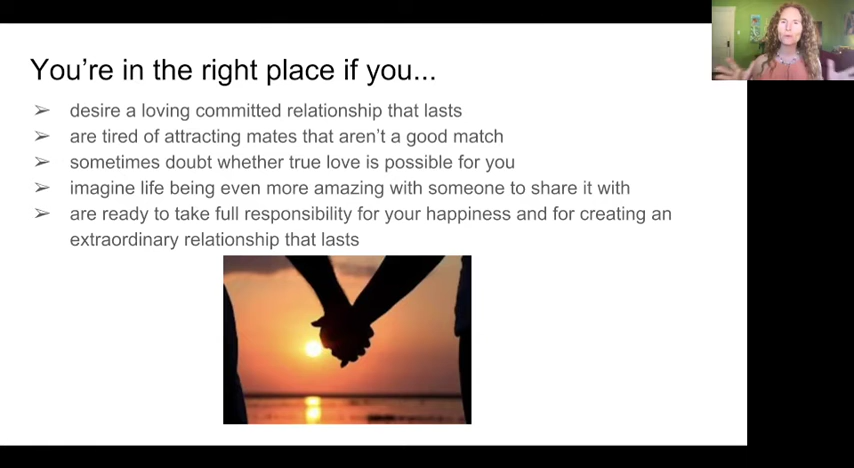 You're in the right place if you...
➢ desire a loving committed relationship that lasts
➢ are tired of attracting mates that aren't a good match
➢ sometimes doubt whether true love is possible for you
➢ imagine life being even more amazing with someone to share it with
➢ are ready to take full responsibility for your happiness and for creating an
extraordinary relationship that lasts